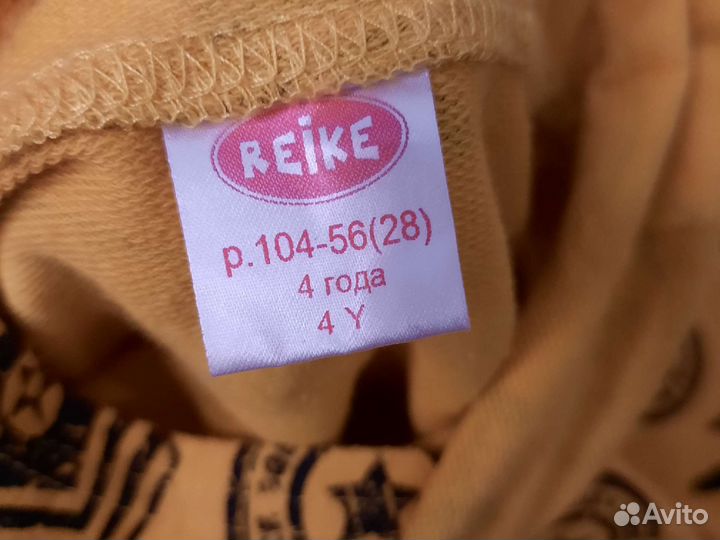 REiKE
р.104-56(28)
4 года
4 Y
Avito